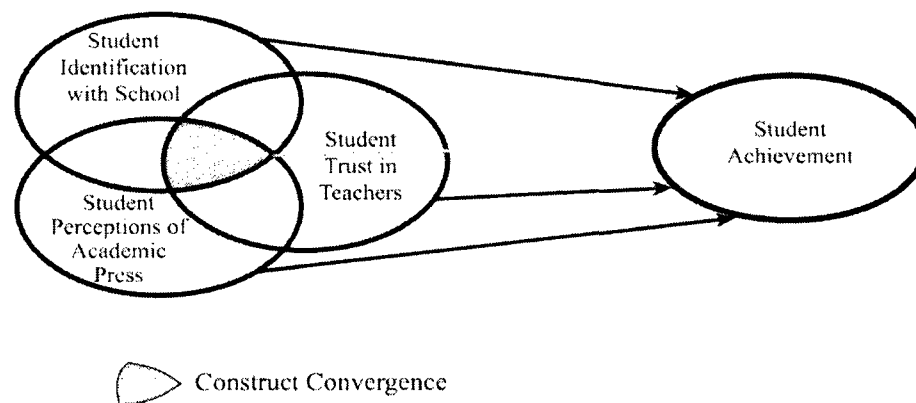 Student
Identification
with School
Student
Trust in
Teachers
Student
Perceptions of
Academic
Press
Student
Achievement
Construct Convergence